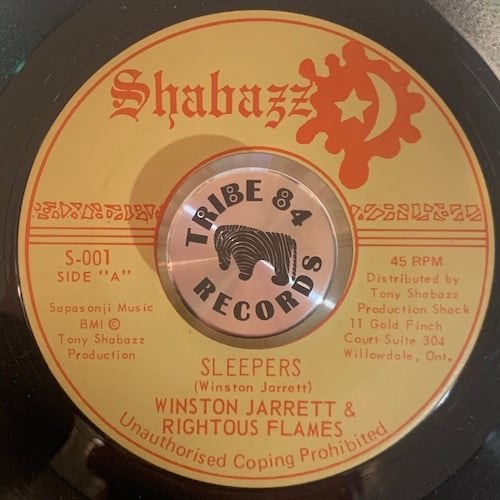 Shabazz
TRIBE 84
RECORDS
S-001
SIDE "A"
Sapasonji Music
BMI ©
Tony Shabazz
Production
45 RPM
Distributed by
Tony Shabazz
Production Shack
11 Gold Finch
Court Suite 304
Willowdale, Ont.
SLEEPERS
(Winston Jarrett)
WINSTON JARRETT &
RIGHTOUS FLAMES
Unauthorised Coping Prohibited